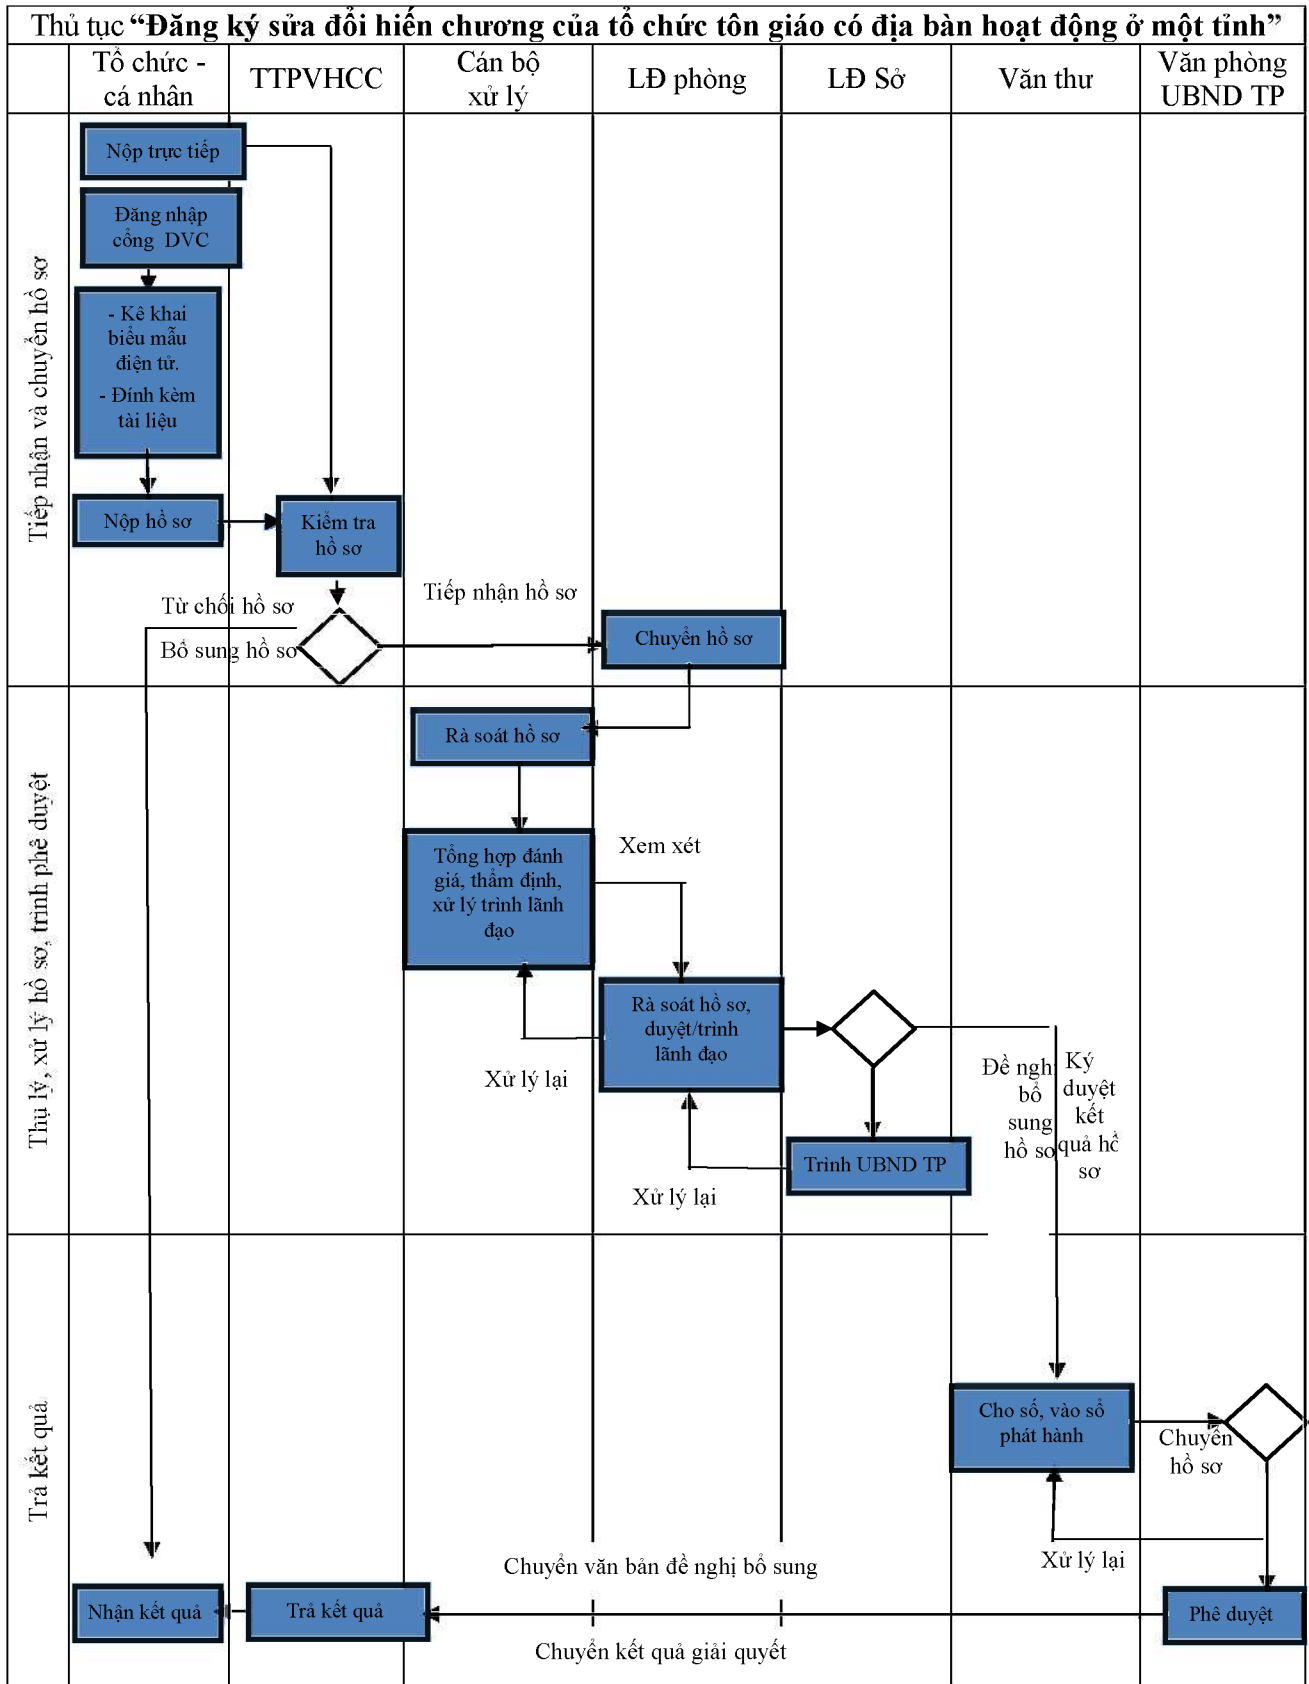 Thủ tục “Đăng ký sửa đổi hiến chương của tổ chức tôn giáo có địa bàn hoạt động ở một tỉnh”
Tổ chức -
cá nhân
TTPVHCC
Cán bộ
xử lý
LĐ phòng
LĐ Sở
Văn thư
Văn phòng
UBND TP
Tiếp nhận và chuyển hồ sơ
Nộp trực tiếp
Đăng nhập
cổng DVC
- Kê khai
biểu mẫu
điện tử.
- Đính kèm
tài liệu
Nộp hồ sơ
Kiểm tra
hồ sơ
Từ chối hồ sơ
Bổ sung hồ sơ
Tiếp nhận hồ sơ
Chuyển hồ sơ
Thụ lý, xử lý hồ sơ, trình phê duyệt
Rà soát hồ sơ
Tổng hợp đánh
giá, thẩm định,
xử lý trình lãnh
đạo
Xem xét
Rà soát hồ sơ,
duyệt/trình
lãnh đạo
Xử lý lại
Trình UBND TP
Xử lý lại
Đề nghị
bổ
sung
hồ sơ
Ký
duyệt
kết
quả hồ
sơ
Trả kết quả
Cho số, vào sổ
phát hành
Chuyển
hồ sơ
Xử lý lại
Chuyển văn bản đề nghị bổ sung
Nhận kết quả
Trả kết quả
Phê duyệt
Chuyển kết quả giải quyết